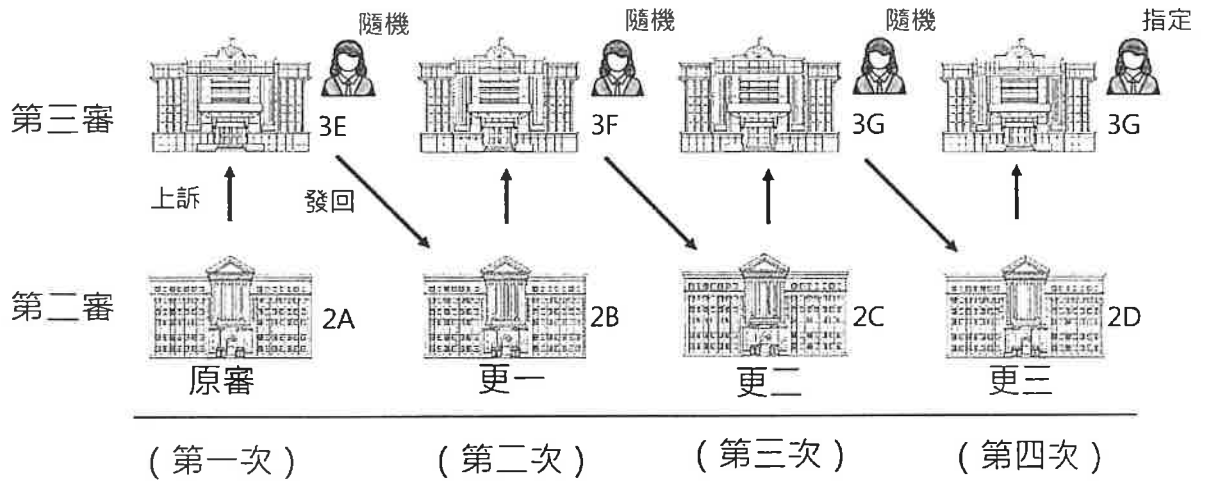 隨機
隨機
隨機
指定
第三審
3E
3F
3G
3G
上訴
發回
第二審
2A
2B
2C
2D
原審
更一
更二
更三
(第一次)
(第二次)
(第三次)
(第四次)